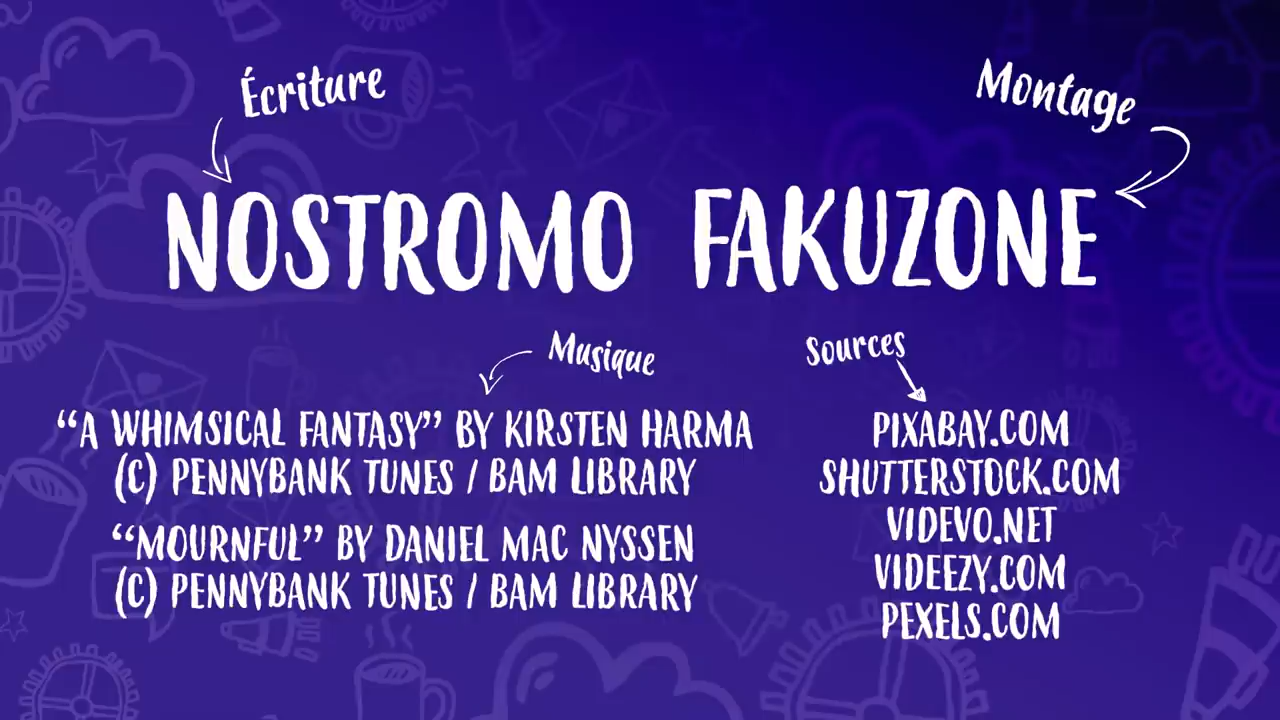 Écriture
Montage
NOSTROMO FAKUZONE
Musique
Sources
“A WHIMSICAL FANTASY” BY KIRSTEN HARMA
(C) PENNYBANK TUNES / BAM LIBRARY
“MOURNFUL” BY DANIEL MAC NYSSEN
(C) PENNYBANK TUNES / BAM LIBRARY
PIXABAY.COM
SHUTTERSTOCK.COM
VIDEVO.NET
VIDEEZY.COM
PEXELS.COM